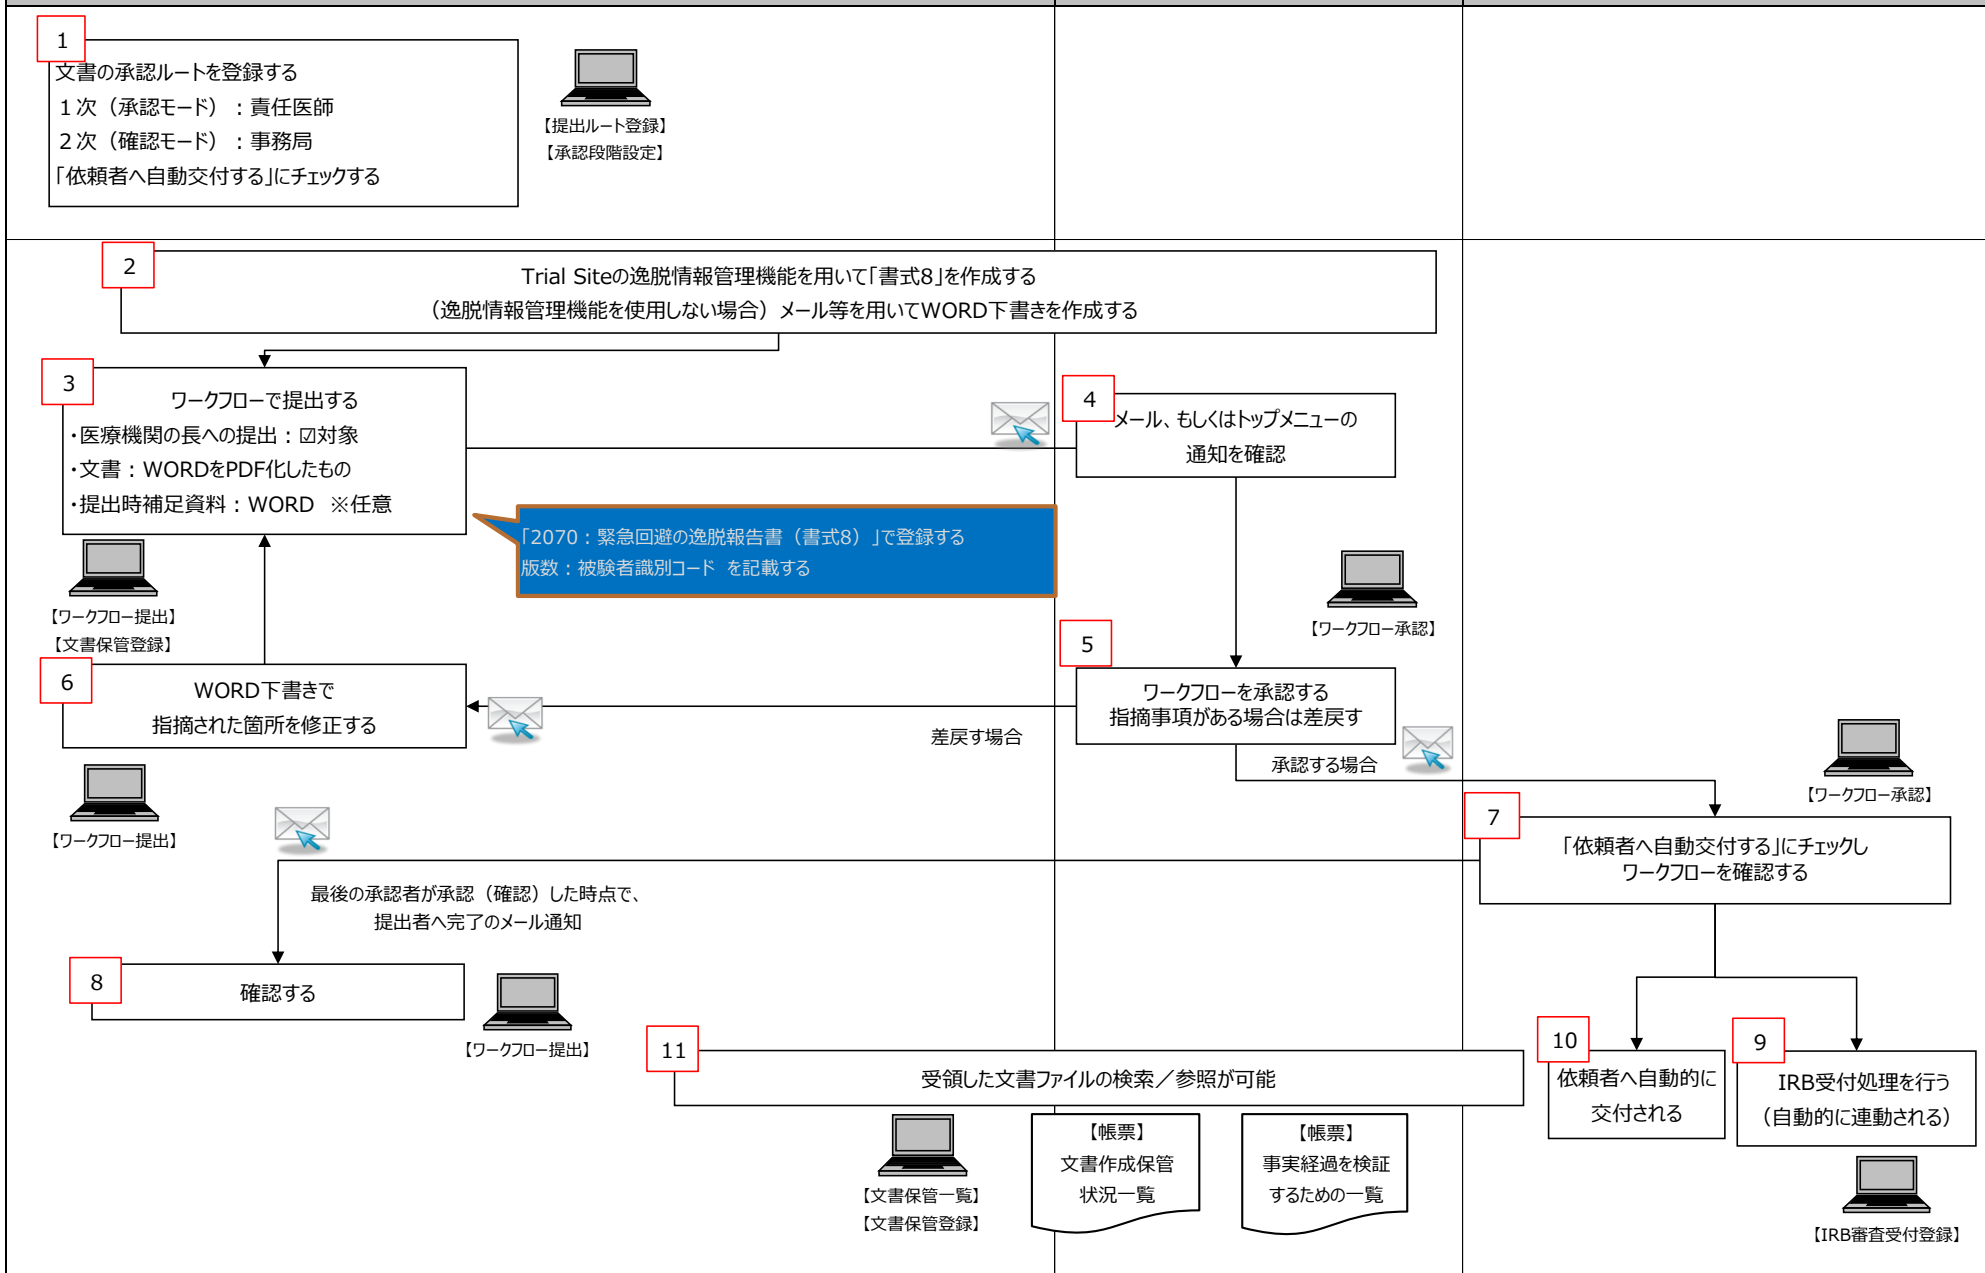 1
文書の承認ルートを登録する
1次（承認モード）：責任医師
2次（確認モード）：事務局
「依頼者へ自動交付する」にチェックする
【提出ルート登録】
【承認段階設定】
2
Trial Siteの逸脱情報管理機能を用いて「書式8」を作成する
（逸脱情報管理機能を使用しない場合）メール等を用いてWORD下書きを作成する
3
ワークフローで提出する
・医療機関の長への提出：☑対象
・文書：WORDをPDF化したもの
・提出時補足資料：WORD　※任意
【ワークフロー提出】
【文書保管登録】
「2070：緊急回避の逸脱報告書（書式8）」で登録する
版数：被験者識別コード を記載する
4
メール、もしくはトップメニューの
通知を確認
【ワークフロー承認】
5
ワークフローを承認する
指摘事項がある場合は差戻す
差戻す場合
承認する場合
6
WORD下書きで
指摘された箇所を修正する
【ワークフロー提出】
【ワークフロー承認】
7
「依頼者へ自動交付する」にチェックし
ワークフローを確認する
最後の承認者が承認（確認）した時点で、
提出者へ完了のメール通知
8
確認する
【ワークフロー提出】
10
依頼者へ自動的に
交付される
9
IRB受付処理を行う
（自動的に連動される）
【IRB審査受付登録】
11
受領した文書ファイルの検索／参照が可能
【文書保管一覧】
【文書保管登録】
【帳票】
文書作成保管
状況一覧
【帳票】
事実経過を検証
するための一覧